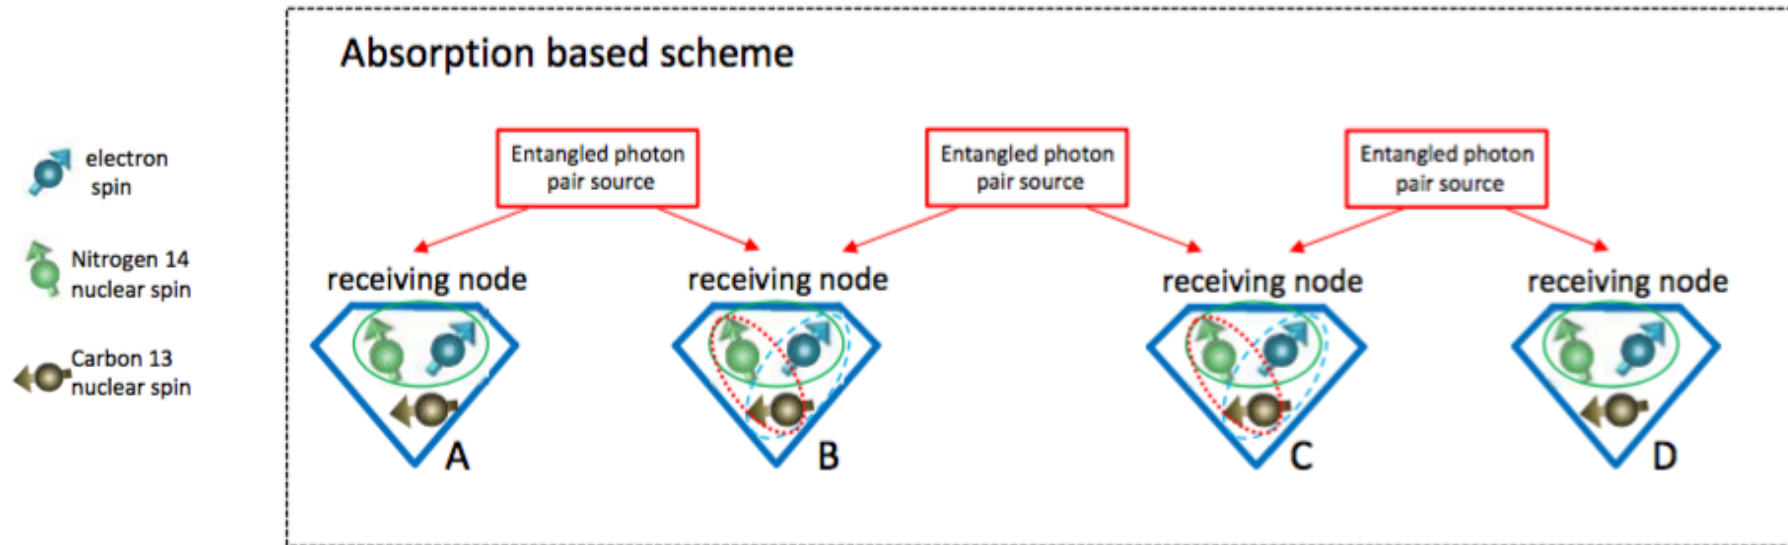 Absorption based scheme
electron
spin
Nitrogen 14
nuclear spin
Carbon 13
nuclear spin
Entangled photon
pair source
Entangled photon
pair source
Entangled photon
pair source
receiving node
receiving node
receiving node
receiving node
A
B
C
D